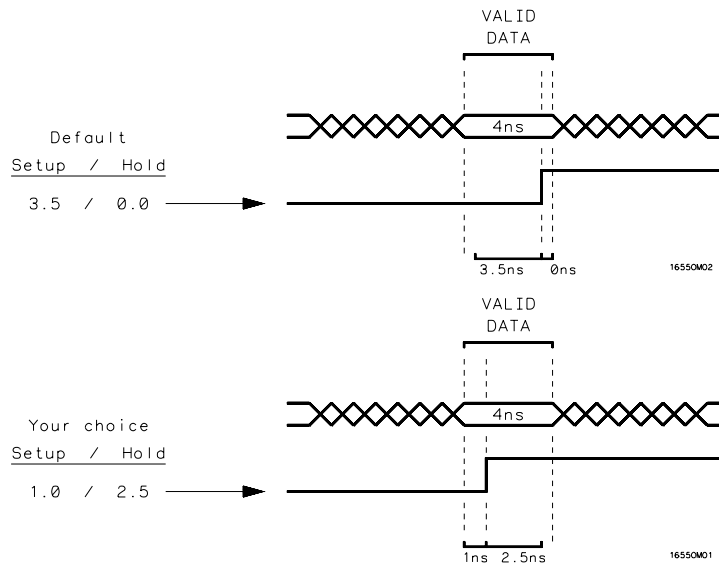 VALID
DATA
4ns
Default
Setup / Hold
3.5 / 0.0
3.5ns 0ns
16550M02
VALID
DATA
4ns
Your choice
Setup / Hold
1.0 / 2.5
1ns 2.5ns
16550M01